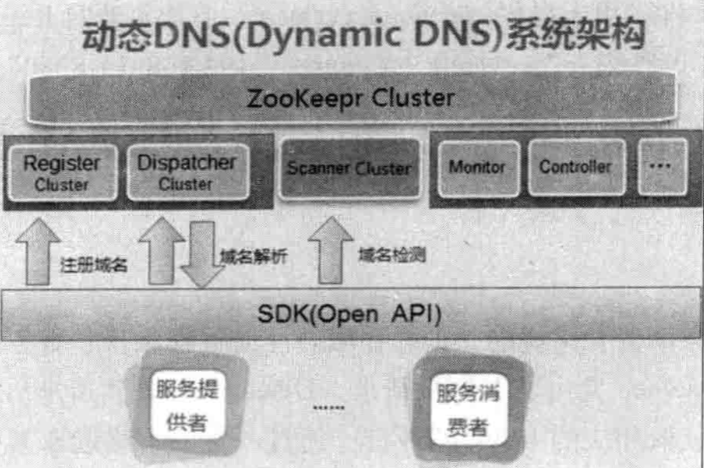 动态DNS(Dynamic DNS)系统架构
ZooKeepr Cluster
Register
Cluster
Dispatcher
Cluster
Scanner Cluster
Monitor
Controller
...
注册域名
域名解析
域名检测
SDK(Open API)
服务提
供者
......
服务消
费者